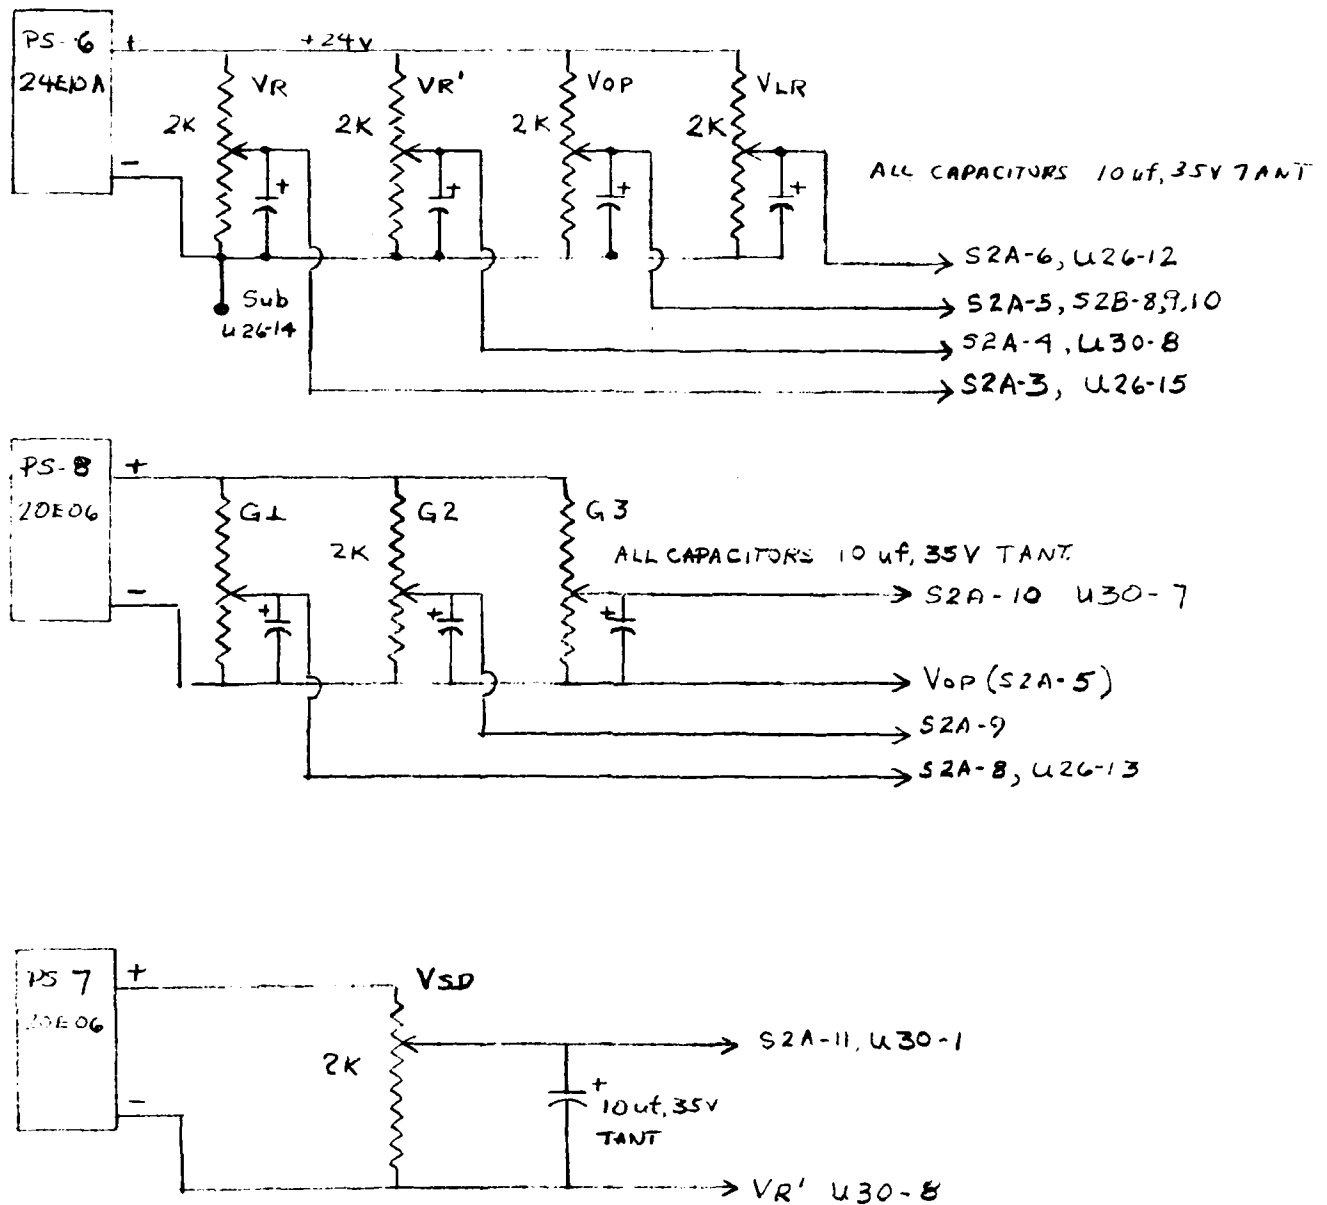 PS-6
24E10A
+
-
+24V
VR
2K
VR'
2K
VOP
2K
VLR
2K
+
+
+
+
ALL CAPACITORS 10uf, 35V TANT
S2A-6, U26-12
S2A-5, S2B-8,9,10
S2A-4, U30-8
S2A-3, U26-15
Sub
U26-14
PS-8
20E06
+
-
G1
G2
2K
G3
+
+
+
ALL CAPACITORS 10 uf, 35V TANT.
S2A-10 U30-7
VOP (S2A-5)
S2A-9
S2A-8, U26-13
PS 7
20E06
+
-
VSD
2K
S2A-11, U30-1
+
10uf, 35V
TANT
VR' U30-8